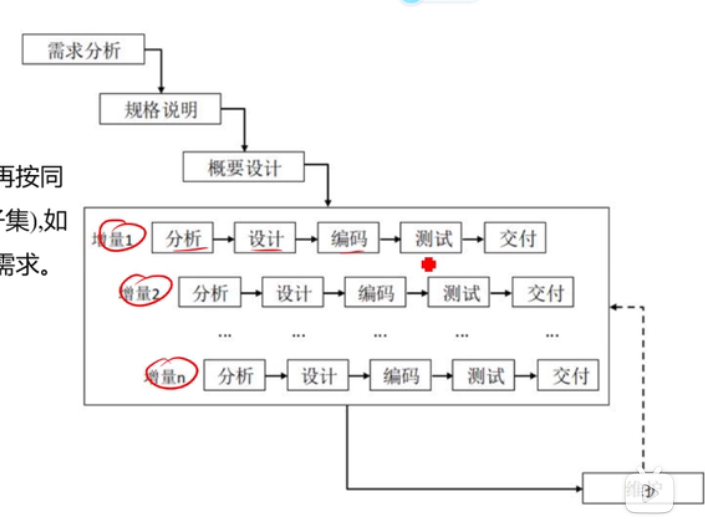 需求分析
规格说明
概要设计
再按同
集),如
需求。
增量1 分析 设计 编码 测试 交付
增量2 分析 设计 编码 测试 交付
... ... ... ... ...
增量n 分析 设计 编码 测试 交付
维护